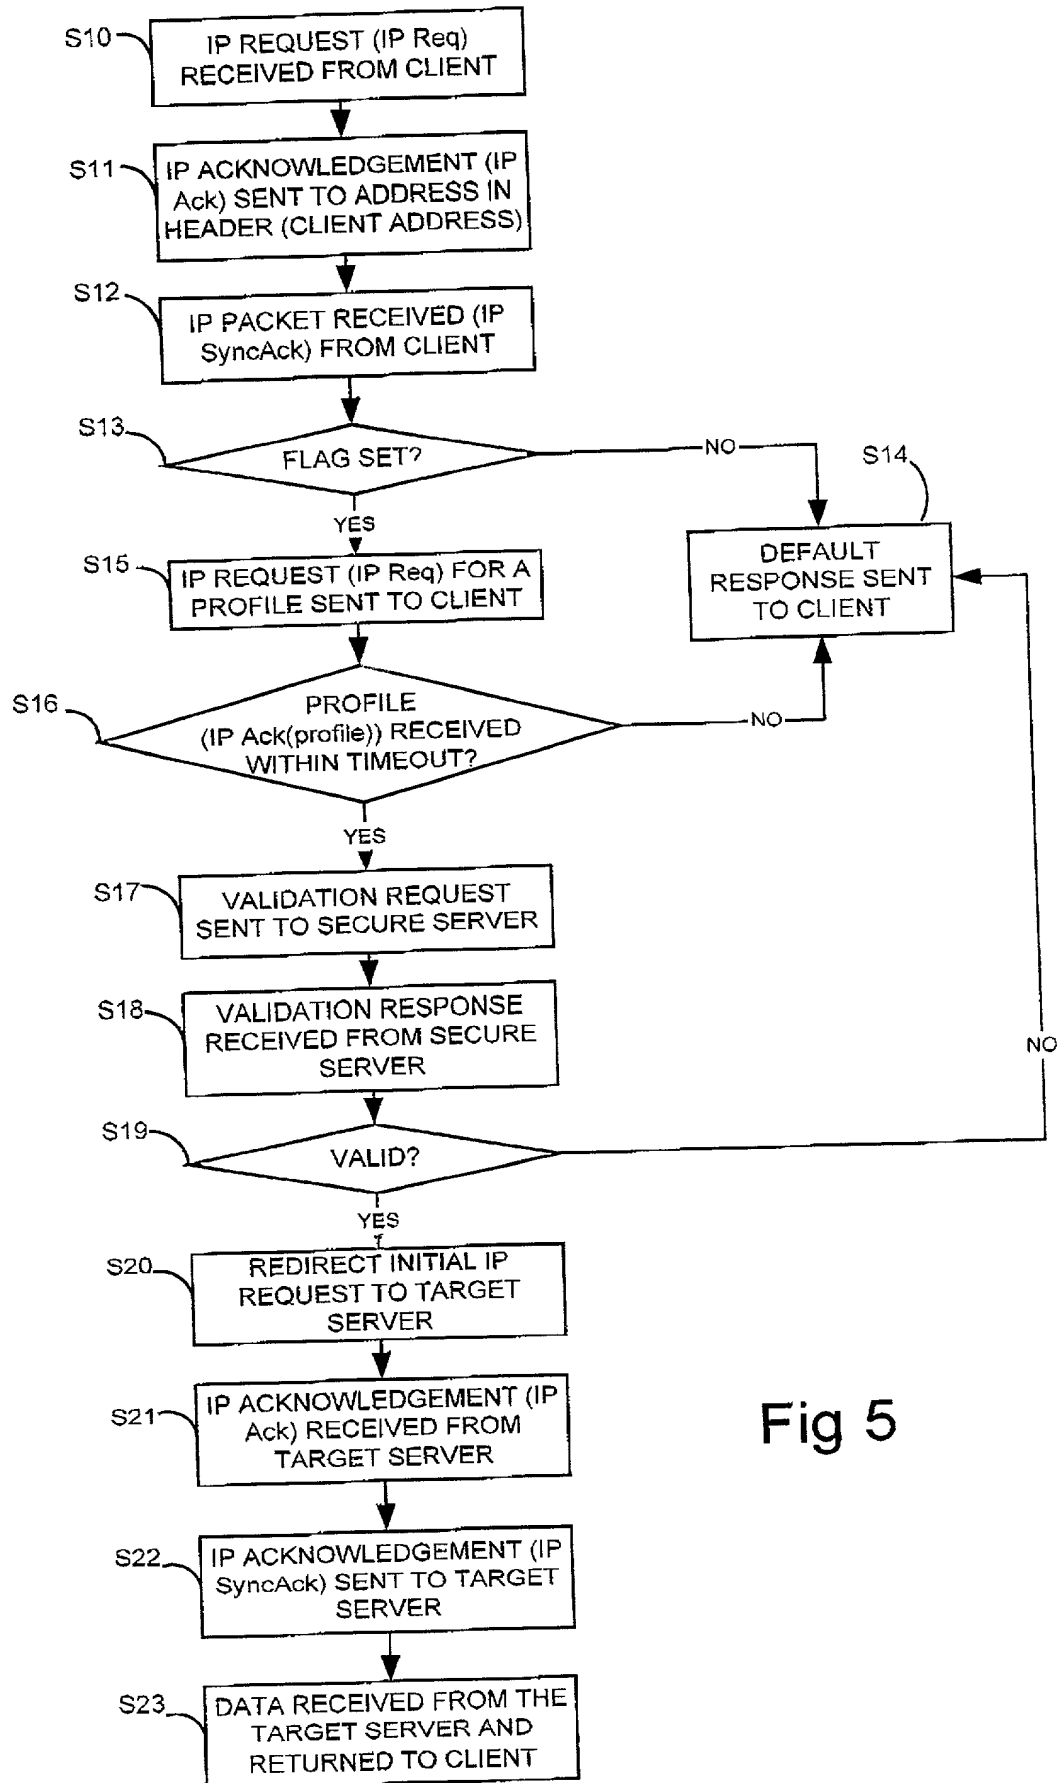 S10
IP REQUEST (IP Req)
RECEIVED FROM CLIENT
S11
IP ACKNOWLEDGEMENT (IP
Ack) SENT TO ADDRESS IN
HEADER (CLIENT ADDRESS)
S12
IP PACKET RECEIVED (IP
SyncAck) FROM CLIENT
S13
FLAG SET?
NO
S14
DEFAULT
RESPONSE SENT
TO CLIENT
YES
S15
IP REQUEST (IP Req) FOR A
PROFILE SENT TO CLIENT
S16
PROFILE
(IP Ack(profile)) RECEIVED
WITHIN TIMEOUT?
NO
YES
S17
VALIDATION REQUEST
SENT TO SECURE SERVER
S18
VALIDATION RESPONSE
RECEIVED FROM SECURE
SERVER
NO
S19
VALID?
YES
S20
REDIRECT INITIAL IP
REQUEST TO TARGET
SERVER
S21
IP ACKNOWLEDGEMENT (IP
Ack) RECEIVED FROM
TARGET SERVER
Fig 5
S22
IP ACKNOWLEDGEMENT (IP
SyncAck) SENT TO TARGET
SERVER
S23
DATA RECEIVED FROM THE
TARGET SERVER AND
RETURNED TO CLIENT